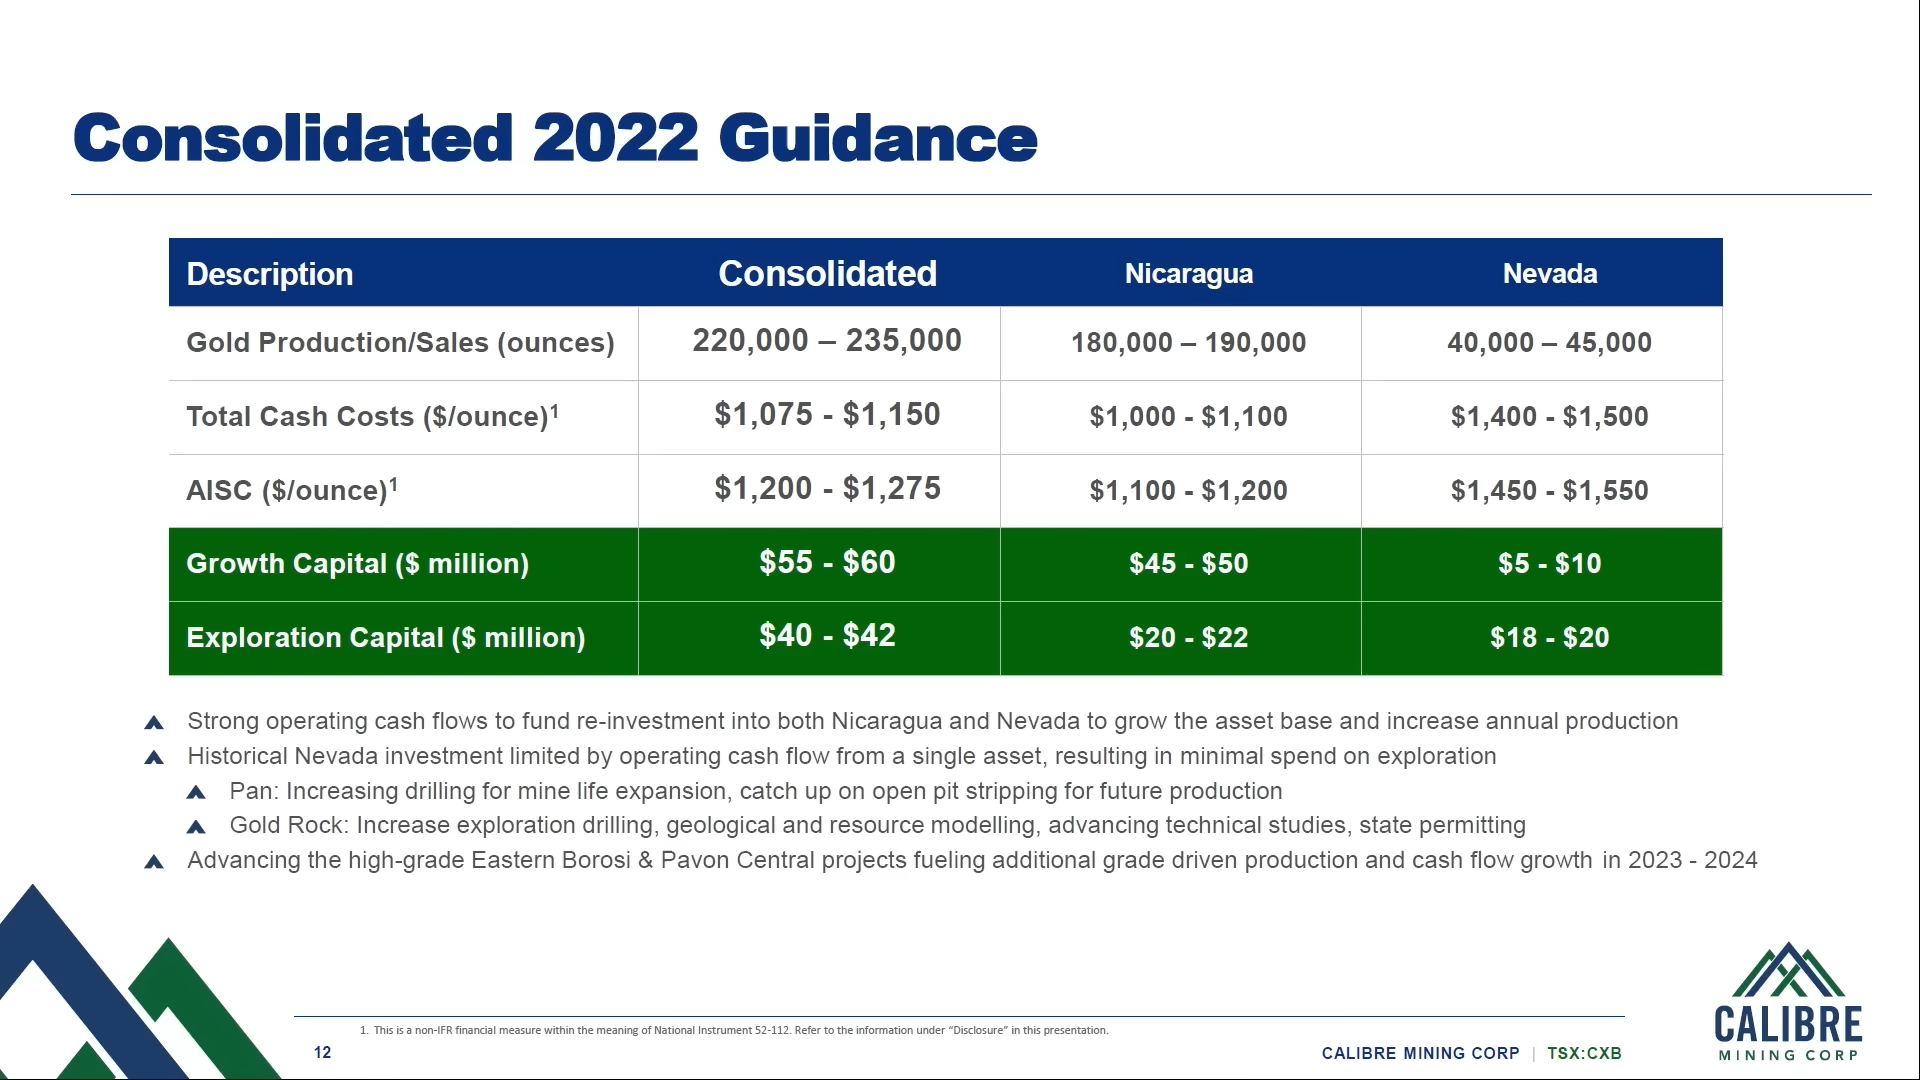 Consolidated 2022 Guidance
Description Consolidated Nicaragua Nevada
Gold Production/Sales (ounces) 220,000 – 235,000 180,000 – 190,000 40,000 – 45,000
Total Cash Costs ($/ounce)1 $1,075 - $1,150 $1,000 - $1,100 $1,400 - $1,500
AISC ($/ounce)1 $1,200 - $1,275 $1,100 - $1,200 $1,450 - $1,550
Growth Capital ($ million) $55 - $60 $45 - $50 $5 - $10
Exploration Capital ($ million) $40 - $42 $20 - $22 $18 - $20
Strong operating cash flows to fund re-investment into both Nicaragua and Nevada to grow the asset base and increase annual production
Historical Nevada investment limited by operating cash flow from a single asset, resulting in minimal spend on exploration
Pan: Increasing drilling for mine life expansion, catch up on open pit stripping for future production
Gold Rock: Increase exploration drilling, geological and resource modelling, advancing technical studies, state permitting
Advancing the high-grade Eastern Borosi & Pavon Central projects fueling additional grade driven production and cash flow growth in 2023 - 2024
1. This is a non-IFR financial measure within the meaning of National Instrument 52-112. Refer to the information under “Disclosure” in this presentation.
12
CALIBRE MINING CORP | TSX:CXB
CALIBRE
MINING CORP